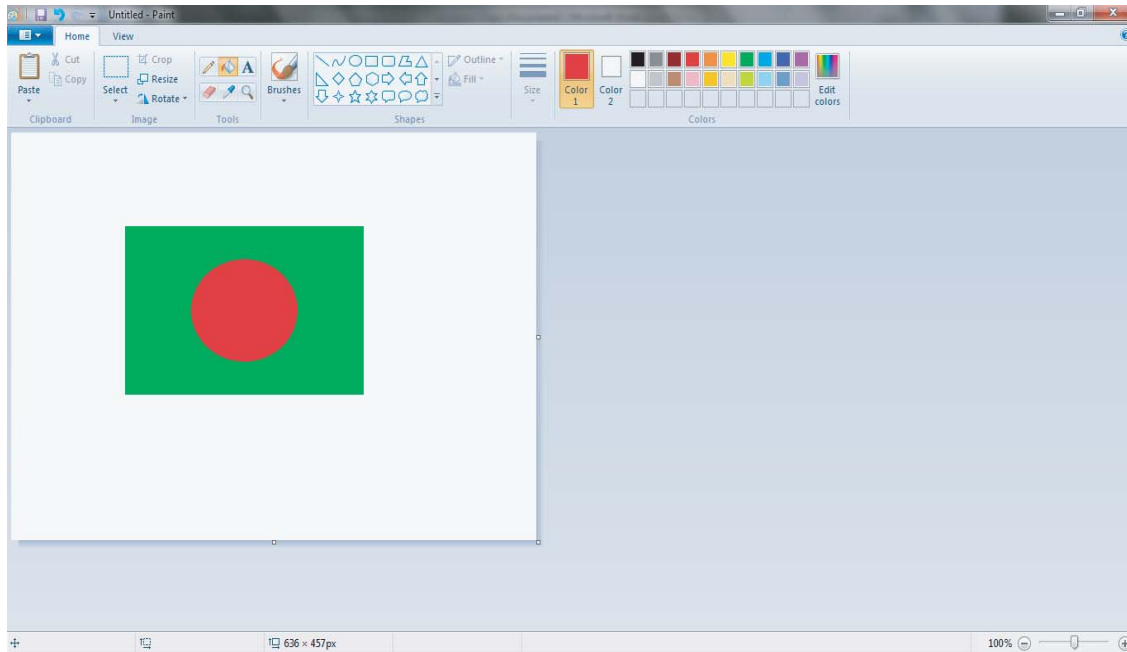 Untitled - Paint
Home View
Paste
Cut
Copy
Clipboard
Select
Crop
Resize
Rotate
Image
A
Tools
Brushes
Outline
Fill
Shapes
Size
Color 1
Color 2
Edit colors
Colors
636 × 457px
100%